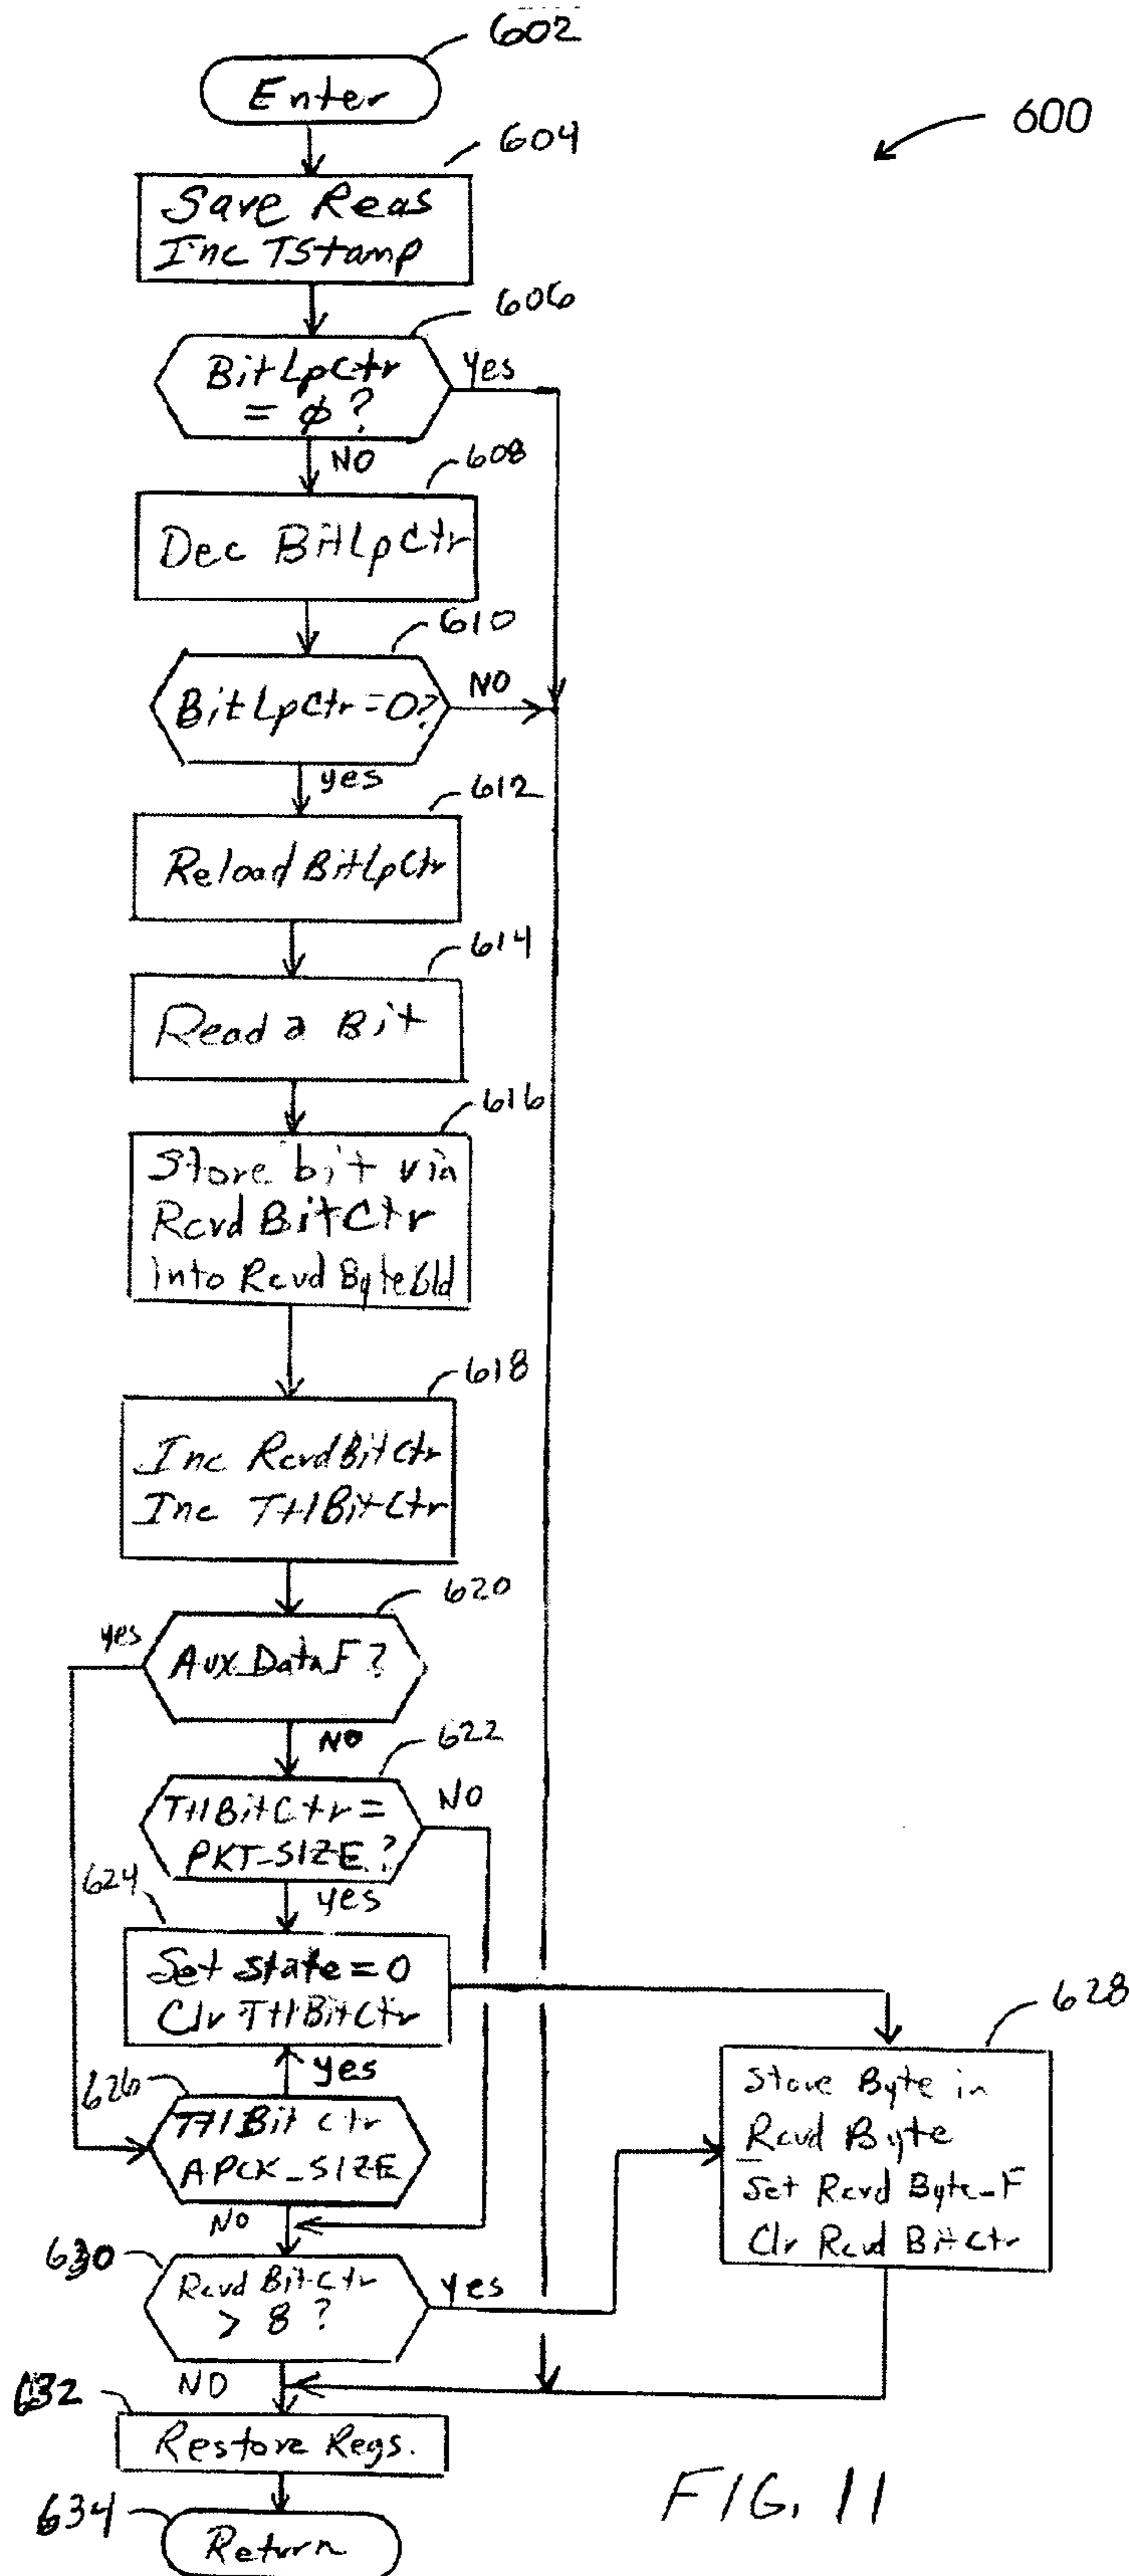 602
Enter
600
604
Save Regs
Inc TStamp
606
BitLpCtr
= ø ?
Yes
NO
608
Dec BitLpCtr
610
BitLpCtr=0?
NO
yes
612
Reload BitLpCtr
614
Read a Bit
616
Store bit via
Rcvd BitCtr
into Rcvd ByteBld
618
Inc RcvdBitCtr
Inc TtlBitCtr
620
yes
Aux_DataF?
NO
622
TtlBitCtr =
PKT_SIZE?
NO
624
yes
Set state = 0
Clr TtlBitCtr
628
yes
626
TtlBit Ctr
APCK_SIZE
Store Byte in
Rcvd Byte
Set Rcvd Byte_F
Clr Rcvd BitCtr
NO
630
Rcvd BitCtr
> 8 ?
Yes
NO
632
Restore Regs.
634
Return
FIG. 11